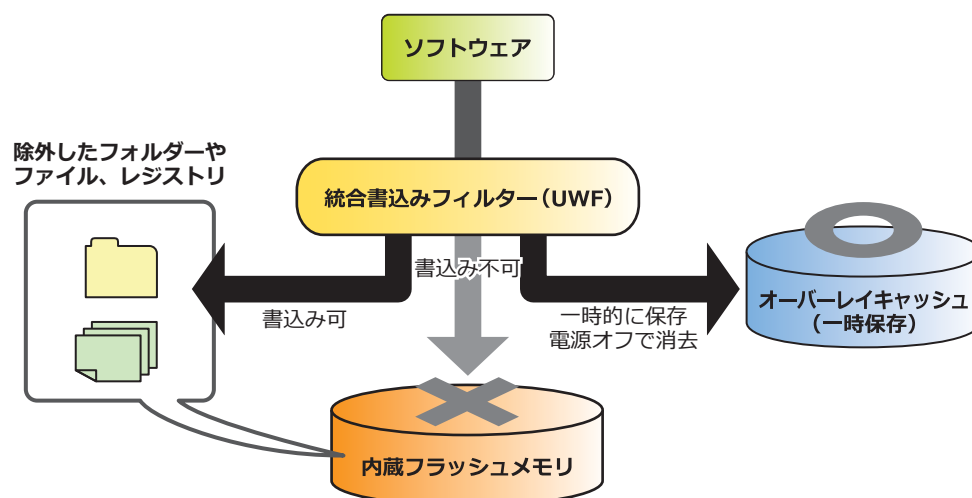 ソフトウェア
除外したフォルダーや
ファイル、レジストリ
統合書込みフィルター（UWF）
書込み不可
書込み可
一時的に保存
電源オフで消去
オーバーレイキャッシュ
（一時保存）
内蔵フラッシュメモリ